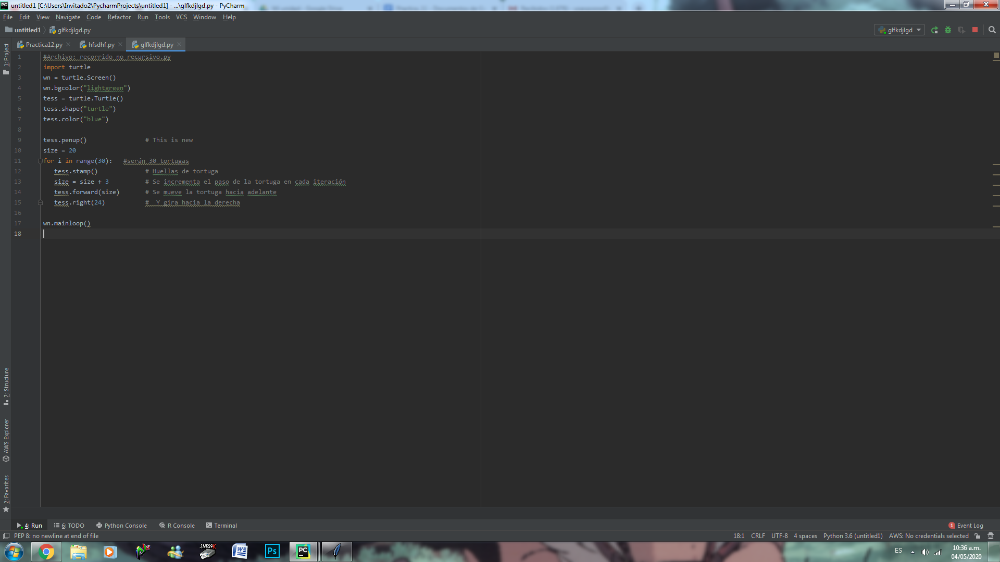 untitled1 [C:\Users\Invitado2\PycharmProjects\untitled1] - ...\glfkdjlgd.py - PyCharm
File Edit View Navigate Code Refactor Run Tools VCS Window Help
untitled1 glfkdjlgd.py glfkdjlgd
Practica12.py hfsdhf.py glfkdjlgd.py
1: Project
1 #Archivo: recorrido_no_recursivo.py
2 import turtle
3 wn = turtle.Screen()
4 wn.bgcolor("lightgreen")
5 tess = turtle.Turtle()
6 tess.shape("turtle")
7 tess.color("blue")
8
9 tess.penup() # This is new
10 size = 20
11 for i in range(30): #serán 30 tortugas
12 tess.stamp() # Huellas de tortuga
13 size = size + 3 # Se incrementa el paso de la tortuga en cada iteración
14 tess.forward(size) # Se mueve la tortuga hacia adelante
15 tess.right(24) #  Y gira hacia la derecha
16
17 wn.mainloop()
18
7: Structure
AWS Explorer
2: Favorites
4: Run 6: TODO Python Console R Console Terminal 1 Event Log
PEP 8: no newline at end of file 18:1 CRLF UTF-8 4 spaces Python 3.6 (untitled1) AWS: No credentials selected
SNES9X W Ps PC ES 10:36 a.m.
04/05/2020